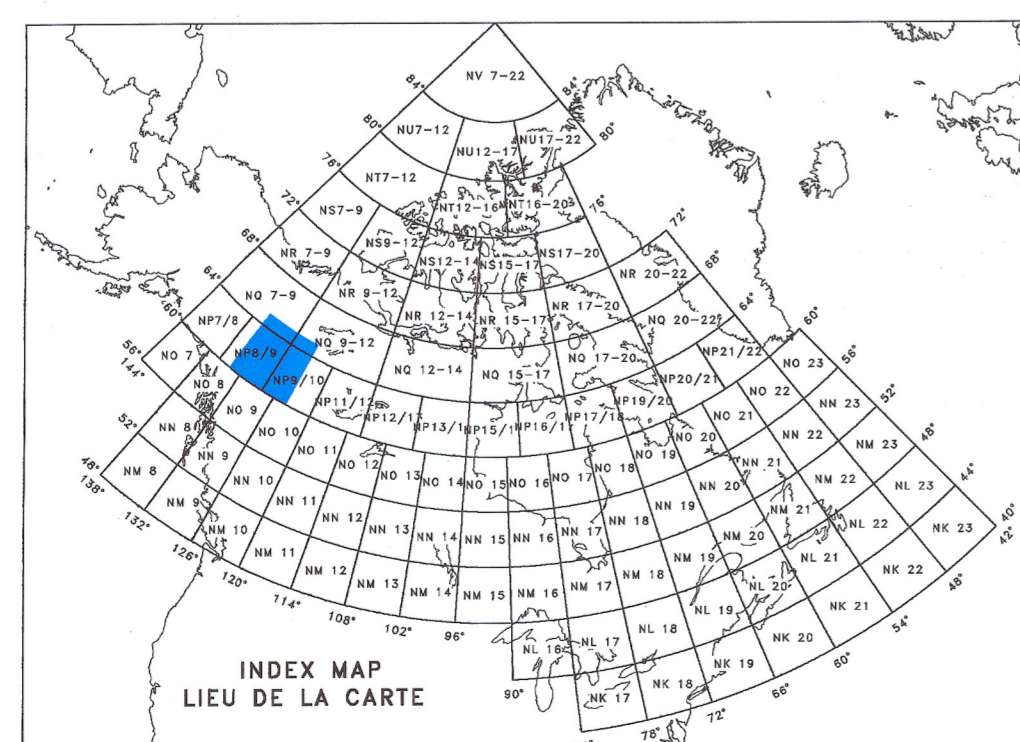 NV 7-22
84°
84°
80°
NU7-12
NU17-22
80°
NU12-17
76°
NT7-12
NT12-16
NT16-20
76°
72°
NS7-9
NS9-12
NS12-14
NS15-17
NS17-20
72°
68°
NR 7-9
NR 9-12
NR 12-14
NR 15-17
NR 17-20
NR 20-22
68°
64°
NQ 7-9
NQ 9-12
NQ 12-14
NQ 15-17
NQ 17-20
NQ 20-22
64°
60°
NP7/8
NP8/9
NP9/10
NP11/12
NP13/1
NP15/1
NP16/1
NP17/18
NP19/20
NP20/21
NP21/22
60°
56°
144°
NO 7
NO 8
NO 9
NO 10
NO 11
NO 12
NO 13
NO 14
NO 15
NO 16
NO 17
NO 18
NO 19
NO 20
NO 21
NO 22
NO 23
56°
52°
NN 8
NN 9
NN 10
NN 11
NN 12
NN 13
NN 14
NN 15
NN 16
NN 17
NN 18
NN 19
NN 20
NN 21
NN 22
NN 23
52°
48°
138°
NM 8
NM 9
NM 10
NM 11
NM 12
NM 13
NM 14
NM 15
NM 16
NM 17
NM 18
NM 19
NM 20
NM 21
NM 22
NM 23
48°
NL 16
NL 17
NL 18
NL 19
NL 20
NL 21
NL 22
NL 23
44°
NK 17
NK 18
NK 19
NK 20
NK 21
NK 22
NK 23
40°
42°
132°
126°
120°
114°
108°
102°
96°
90°
78°
72°
66°
60°
54°
48°
INDEX MAP
LIEU DE LA CARTE